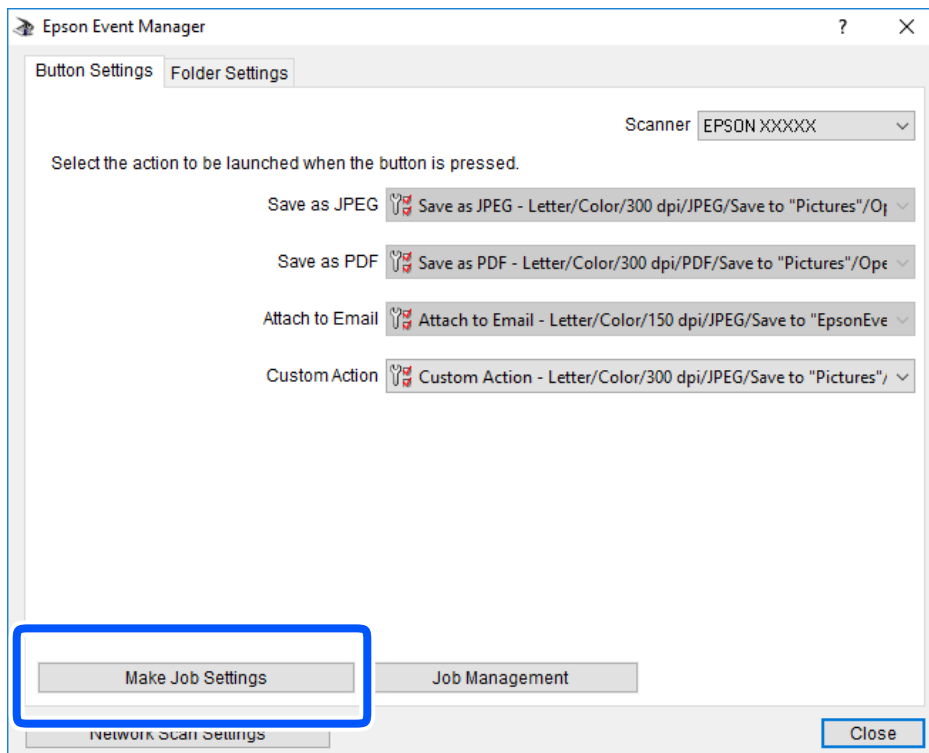 Epson Event Manager
Button Settings
Folder Settings
Scanner EPSON XXXXX
Select the action to be launched when the button is pressed.
Save as JPEG Save as JPEG - Letter/Color/300 dpi/JPEG/Save to "Pictures"/Op
Save as PDF Save as PDF - Letter/Color/300 dpi/PDF/Save to "Pictures"/Ope
Attach to Email Attach to Email - Letter/Color/150 dpi/JPEG/Save to "EpsonEve
Custom Action Custom Action - Letter/Color/300 dpi/JPEG/Save to "Pictures"/
Make Job Settings
Job Management
Network Scan Settings
Close